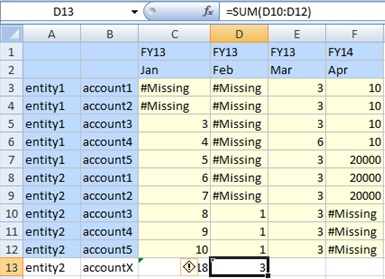 D13 fx =SUM(D10:D12)
A B C D E F
1 FY13 FY13 FY13 FY14
2 Jan Feb Mar Apr
3 entity1 account1 #Missing #Missing 3 10
4 entity1 account2 #Missing #Missing 3 10
5 entity1 account3 3 #Missing 3 10
6 entity1 account4 4 #Missing 6 10
7 entity1 account5 5 #Missing 3 20000
8 entity2 account1 6 #Missing 3 20000
9 entity2 account2 7 #Missing 3 20000
10 entity2 account3 8 1 3 #Missing
11 entity2 account4 9 1 3 #Missing
12 entity2 account5 10 1 3 #Missing
13 entity2 accountX 18 3